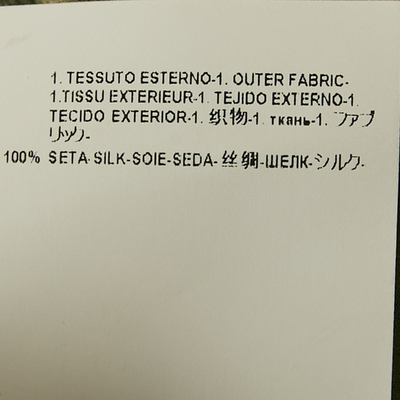 1. TESSUTO ESTERNO-1. OUTER FABRIC-
1.TISSU EXTERIEUR-1. TEJIDO EXTERNO-1.
TECIDO EXTERIOR-1. 织物-1. ткань-1. ファブ
リック-
100% SETA-SILK-SOIE-SEDA-丝绸-ШЕЛК-シルク-